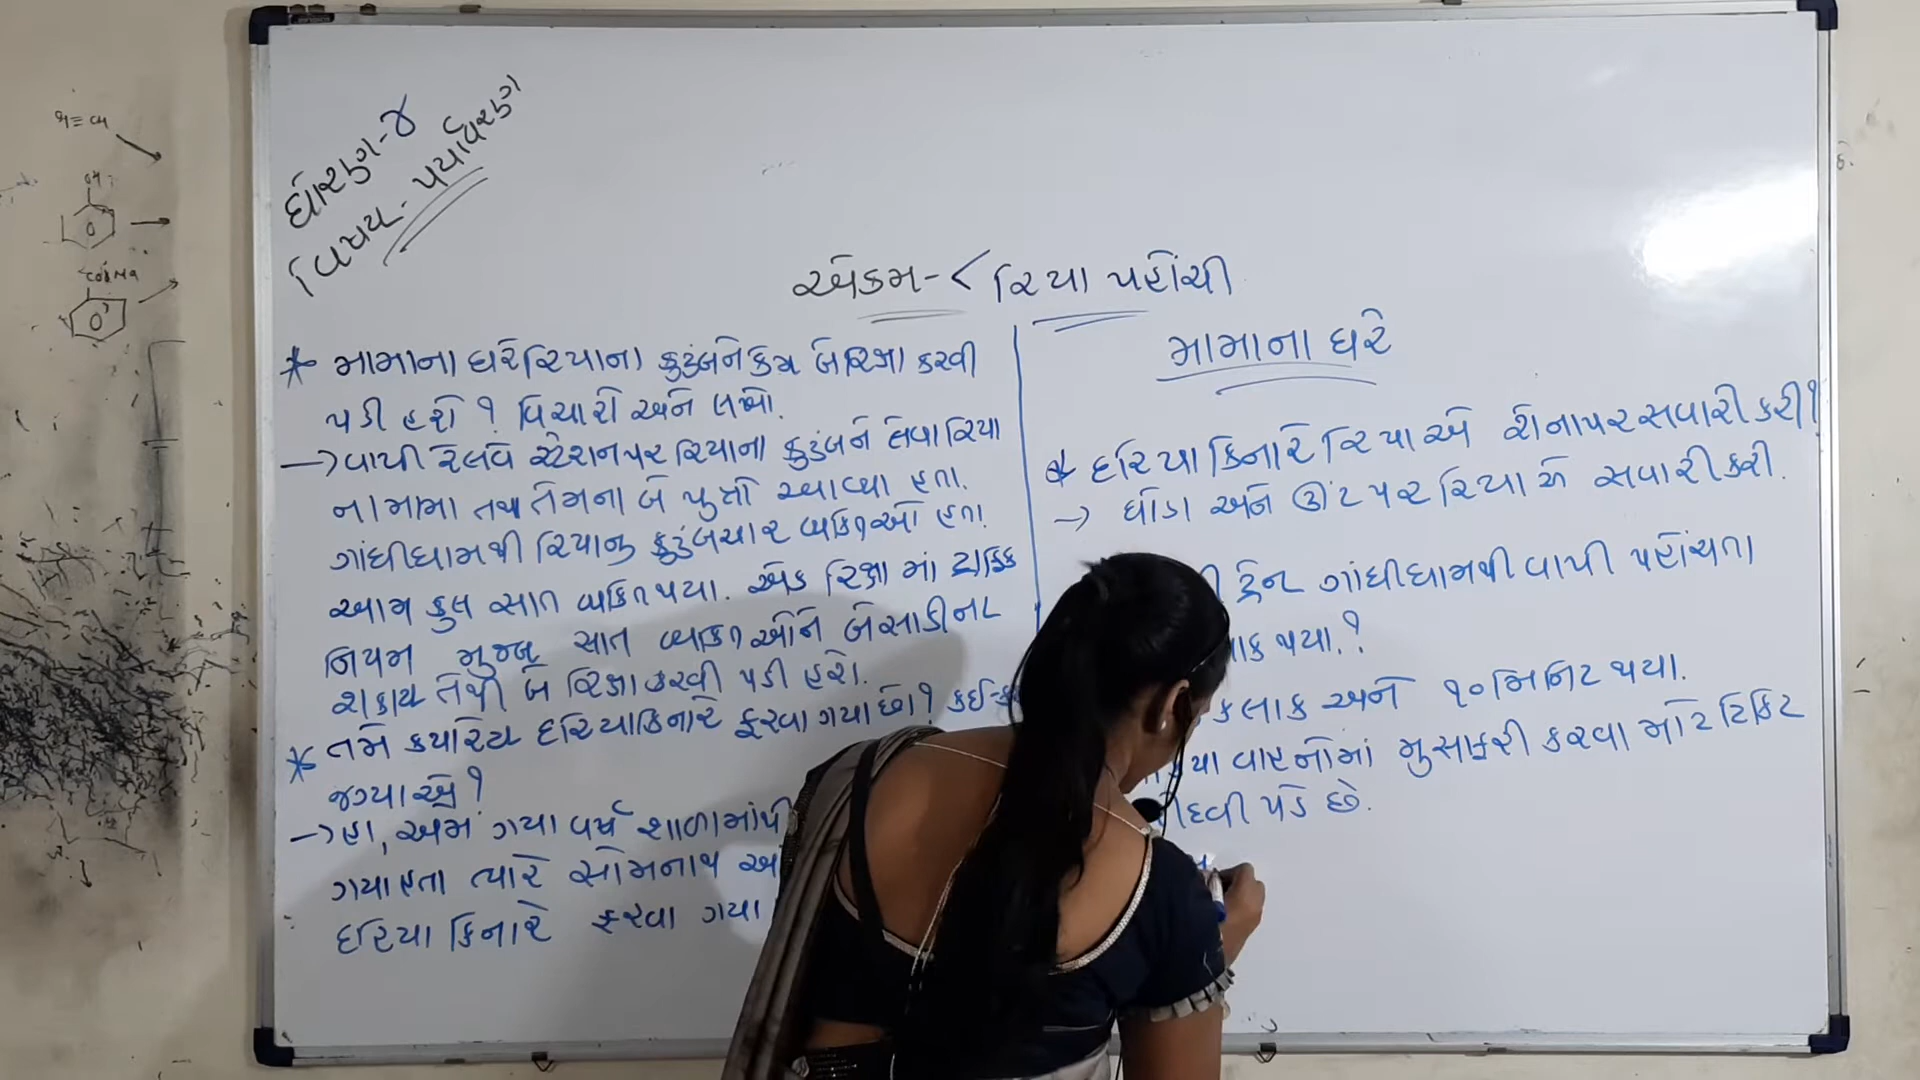 ધોરણ-૪
વિષય- પર્યાવરણ
એકમ- < રિયા પહોંચી
મામાના ઘરે
* મામાના ઘરે રિયાના કુટુંબને કેમ બે રિક્ષા કરવી
પડી હશે ? વિચારો અને લખો.
→ વાપી રેલવે સ્ટેશન પર રિયાના કુટુંબને લેવા રિયા
ના મામા તથા તેમના બે પુત્રો આવ્યા હતા.
ગાંધીધામથી રિયાનુ કુટુંબ ચાર વ્યકિતઓ હતા.
આમ કુલ સાત વ્યકિત થયા. એક રિક્ષા માં ટ્રાફિક
નિયમ મુજબ સાત વ્યકિતઓને બેસાડી ન
શકાય તેથી બે રિક્ષા કરવી પડી હશે.
* તમે ક્યારેય દરિયાકિનારે ફરવા ગયા છો? કઈ-
જગ્યાએ?
→ હા, અમે ગયા વર્ષે શાળામાંથી
ગયા હતા ત્યારે સોમનાથ
દરિયા કિનારે ફરવા ગયા
* દરિયા કિનારે રિયાએ શેના પર સવારી કરી?
→ ઘોડા અને ઊંટ પર રિયા એ સવારી કરી.
ટ્રેન ગાંધીધામથી વાપી પહોંચતા
થયા.?
કલાક અને ૧૦ મિનિટ થયા.
વાહનોમાં મુસાફરી કરવા માટે ટિકિટ
પડે છે.